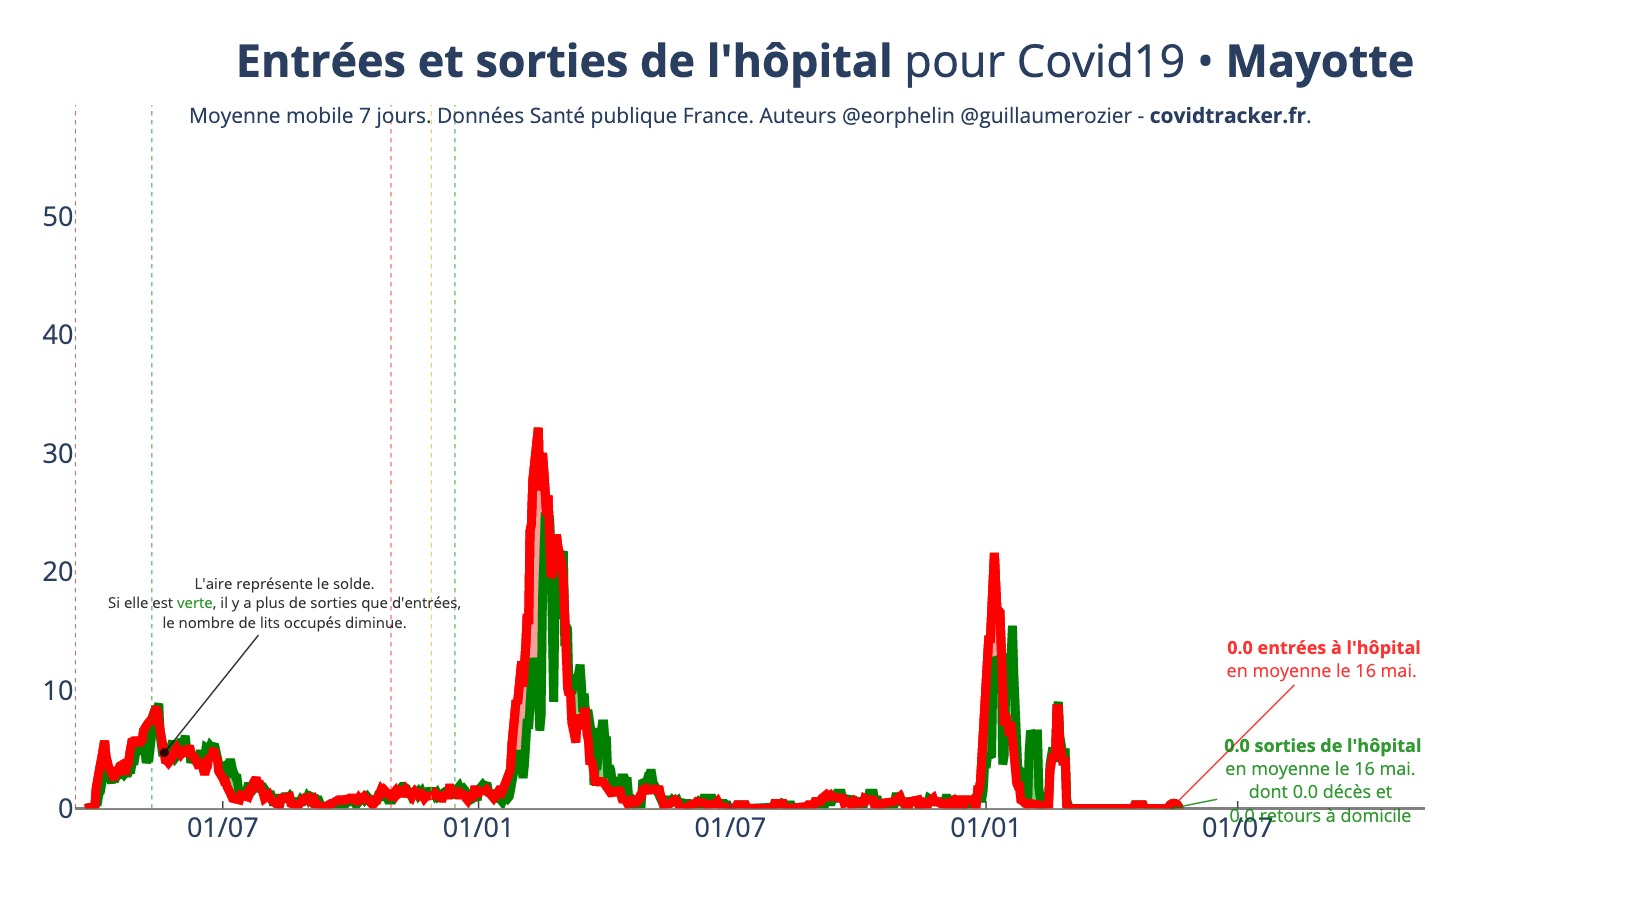 Entrées et sorties de l'hôpital pour Covid19 • Mayotte
Moyenne mobile 7 jours. Données Santé publique France. Auteurs @eorphelin @guillaumerozier - covidtracker.fr.
50
40
30
20
10
0
L'aire représente le solde.
Si elle est verte, il y a plus de sorties que d'entrées,
le nombre de lits occupés diminue.
0.0 entrées à l'hôpital
en moyenne le 16 mai.
0.0 sorties de l'hôpital
en moyenne le 16 mai.
dont 0.0 décès et
0.0 retours à domicile
01/07
01/01
01/07
01/01
01/07